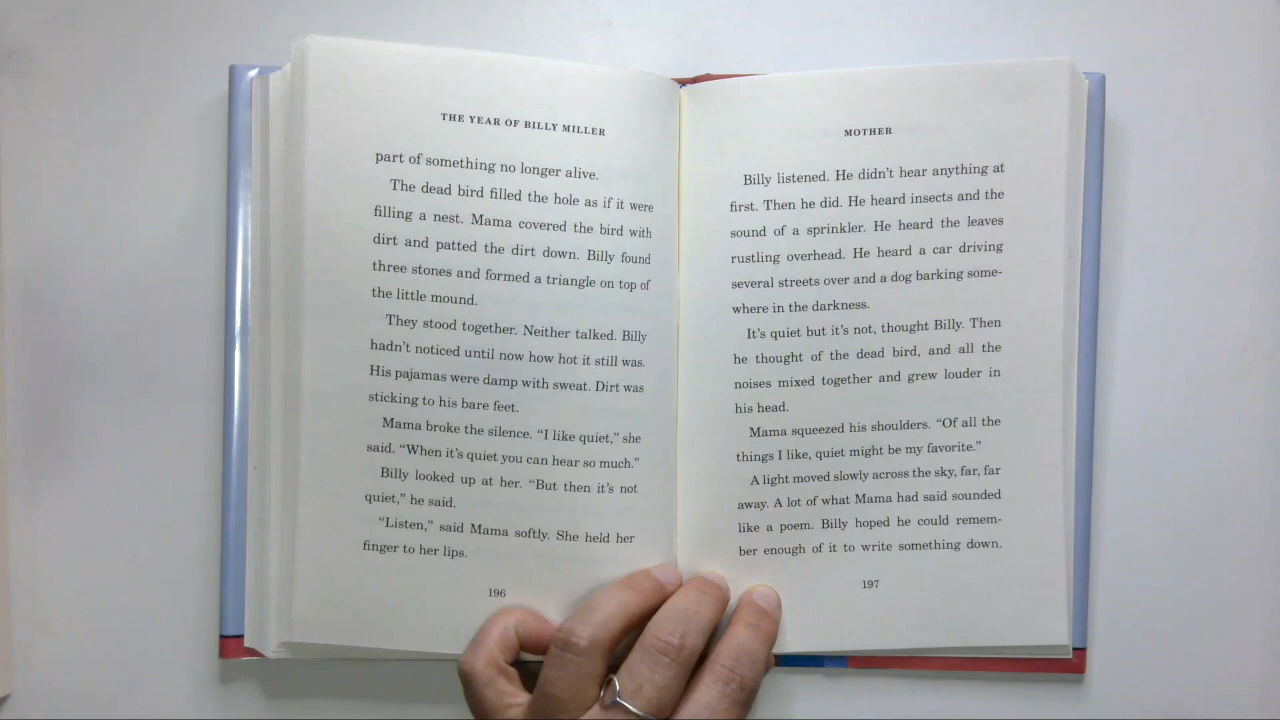 THE YEAR OF BILLY MILLER
part of something no longer alive.
The dead bird filled the hole as if it were
filling a nest. Mama covered the bird with
dirt and patted the dirt down. Billy found
three stones and formed a triangle on top of
the little mound.
They stood together. Neither talked. Billy
hadn't noticed until now how hot it still was.
His pajamas were damp with sweat. Dirt was
sticking to his bare feet.
Mama broke the silence. “I like quiet,” she
said. “When it's quiet you can hear so much.”
Billy looked up at her. “But then it's not
quiet,” he said.
“Listen,” said Mama softly. She held her
finger to her lips.
196
MOTHER
Billy listened. He didn't hear anything at
first. Then he did. He heard insects and the
sound of a sprinkler. He heard the leaves
rustling overhead. He heard a car driving
several streets over and a dog barking some-
where in the darkness.
It's quiet but it's not, thought Billy. Then
he thought of the dead bird, and all the
noises mixed together and grew louder in
his head.
Mama squeezed his shoulders. “Of all the
things I like, quiet might be my favorite.”
A light moved slowly across the sky, far, far
away. A lot of what Mama had said sounded
like a poem. Billy hoped he could remem-
ber enough of it to write something down.
197